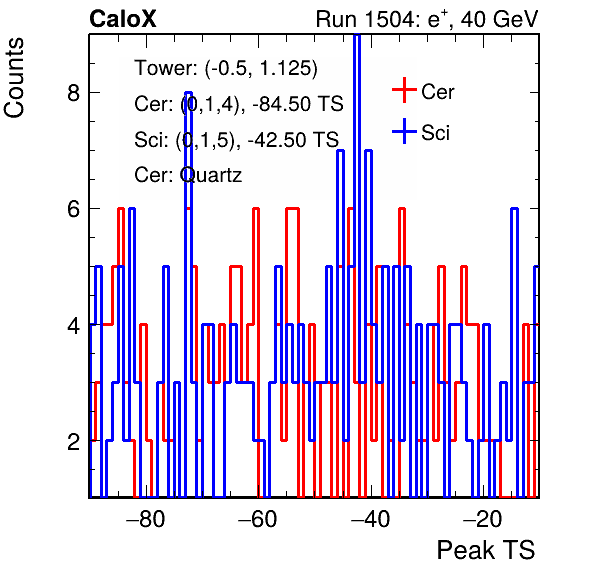 CaloX Run 1504: e⁺, 40 GeV
Counts
Tower: (-0.5, 1.125)
Cer: (0,1,4), -84.50 TS
Sci: (0,1,5), -42.50 TS
Cer: Quartz
Cer
Sci
8
6
4
2
−80 −60 −40 −20
Peak TS